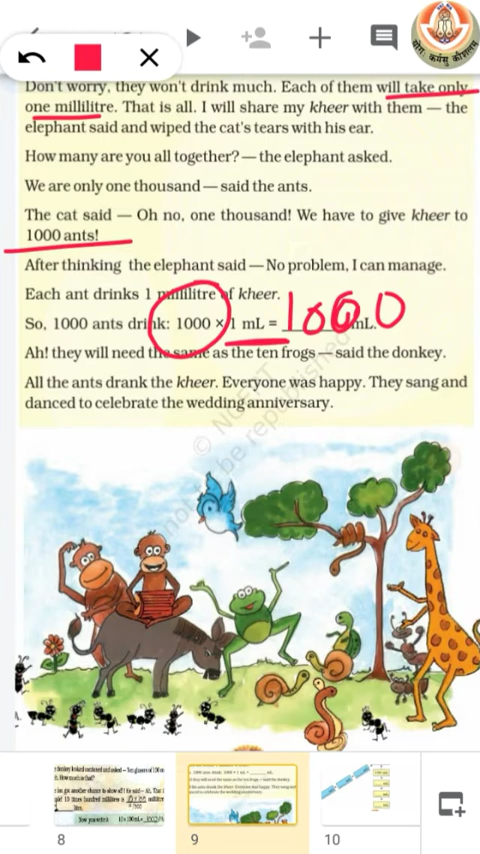 Don't worry, they won't drink much. Each of them will take only
one millilitre. That is all. I will share my kheer with them — the
elephant said and wiped the cat's tears with his ear.
How many are you all together? — the elephant asked.
We are only one thousand — said the ants.
The cat said — Oh no, one thousand! We have to give kheer to
1000 ants!
After thinking the elephant said — No problem, I can manage.
Each ant drinks 1 millilitre of kheer.
So, 1000 ants drink: 1000 × 1 mL = 1000 mL.
Ah! they will need the same as the ten frogs — said the donkey.
All the ants drank the kheer. Everyone was happy. They sang and
danced to celebrate the wedding anniversary.
8
9
10